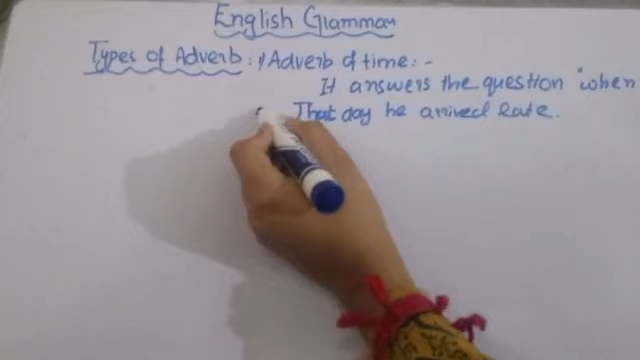 English Grammar
Types of Adverb : 1) Adverb of time : -
It answers the question "when
That day he arrived late.